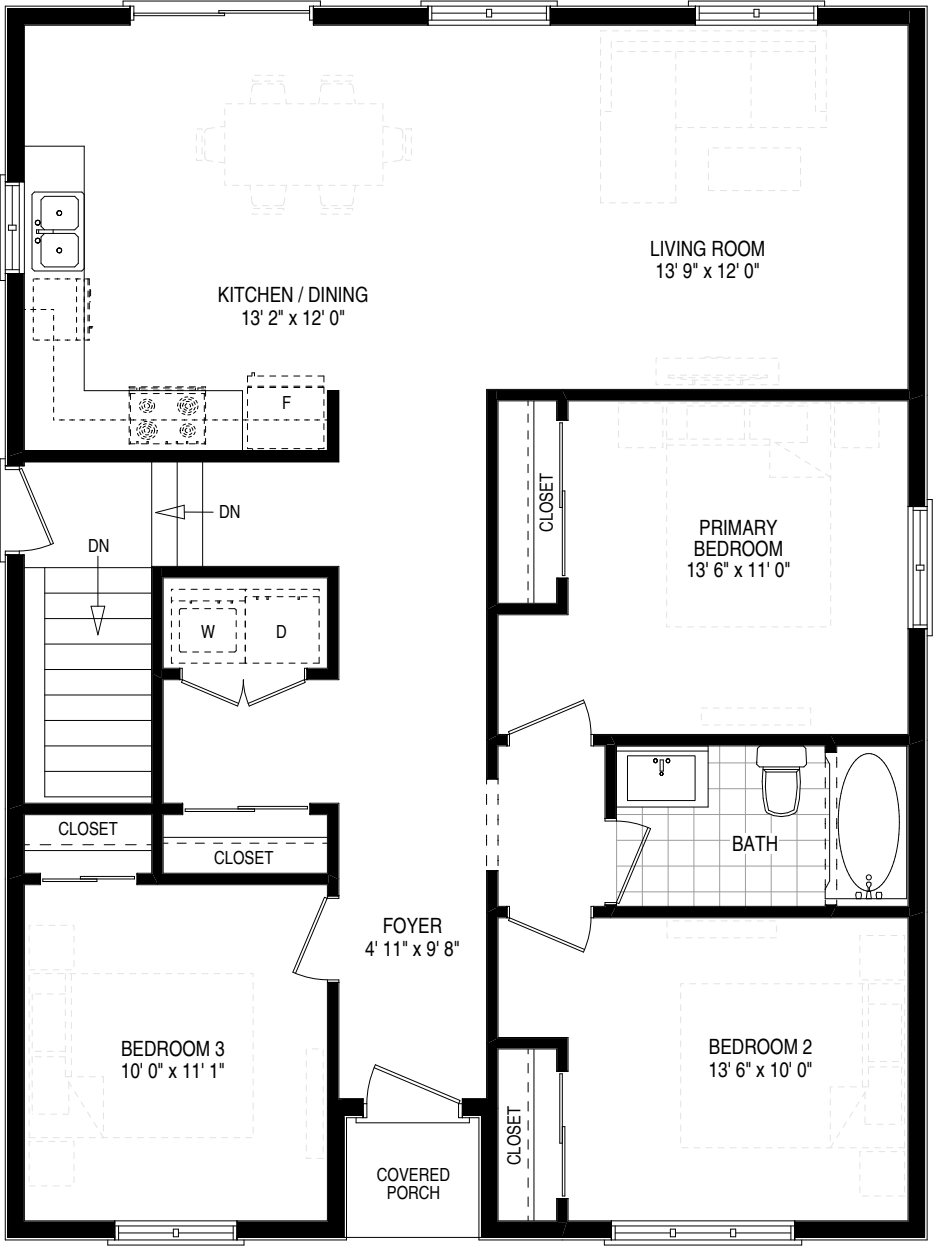 LIVING ROOM
13' 9" x 12' 0"
KITCHEN / DINING
13' 2" x 12' 0"
F
CLOSET
PRIMARY
BEDROOM
13' 6" x 11' 0"
DN
DN
W
D
CLOSET
CLOSET
BATH
FOYER
4' 11" x 9' 8"
BEDROOM 3
10' 0" x 11' 1"
BEDROOM 2
13' 6" x 10' 0"
CLOSET
COVERED
PORCH